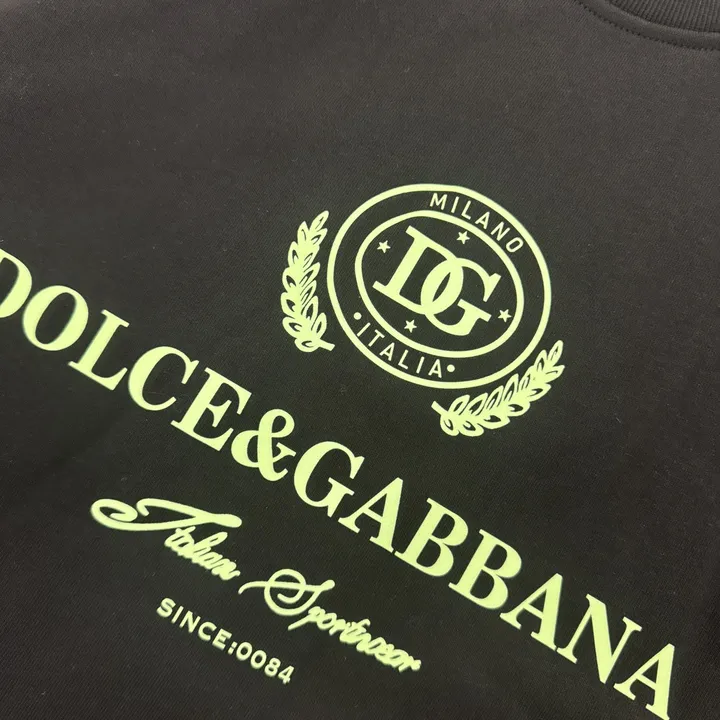 MILANO
DG
•ITALIA•
DOLCE&GABBANA
Italian Sportswear
SINCE:0084